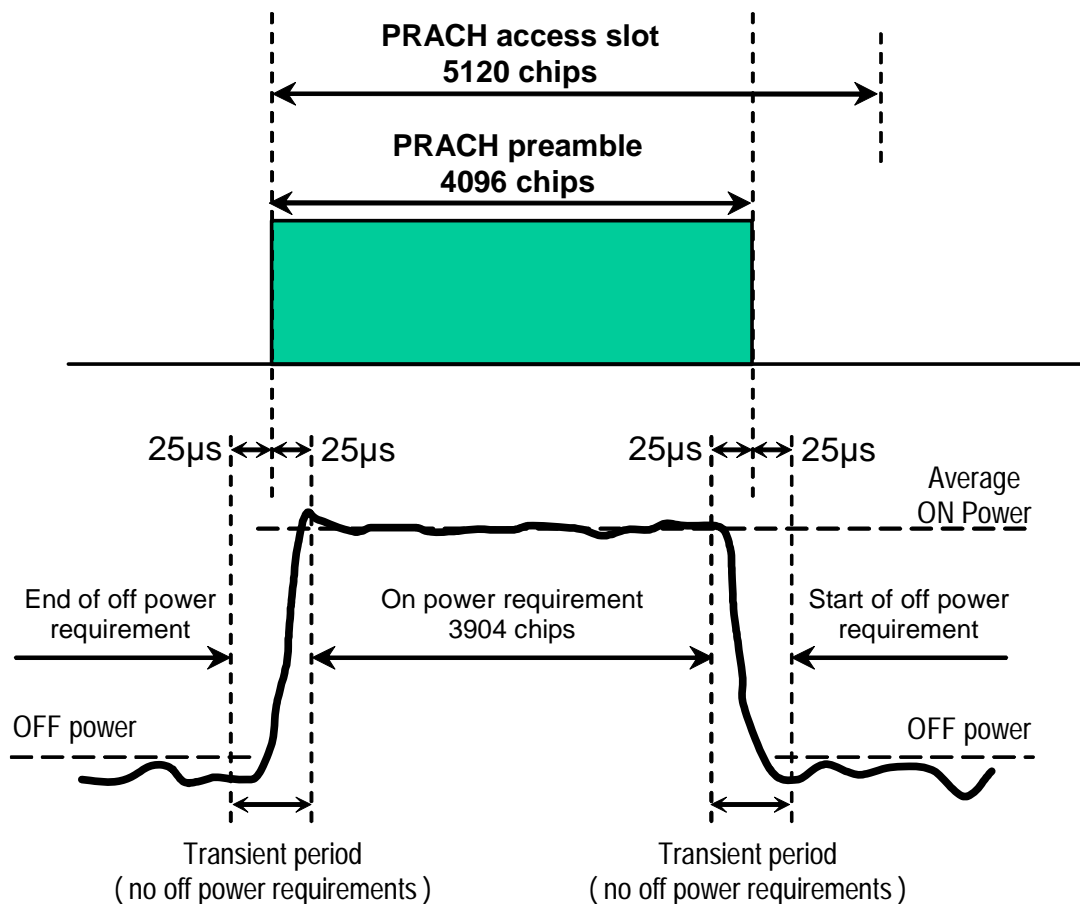 PRACH access slot
5120 chips
PRACH preamble
4096 chips
25µs
25µs
25µs
25µs
Average
ON Power
End of off power
requirement
On power requirement
3904 chips
Start of off power
requirement
OFF power
OFF power
Transient period
( no off power requirements )
Transient period
( no off power requirements )